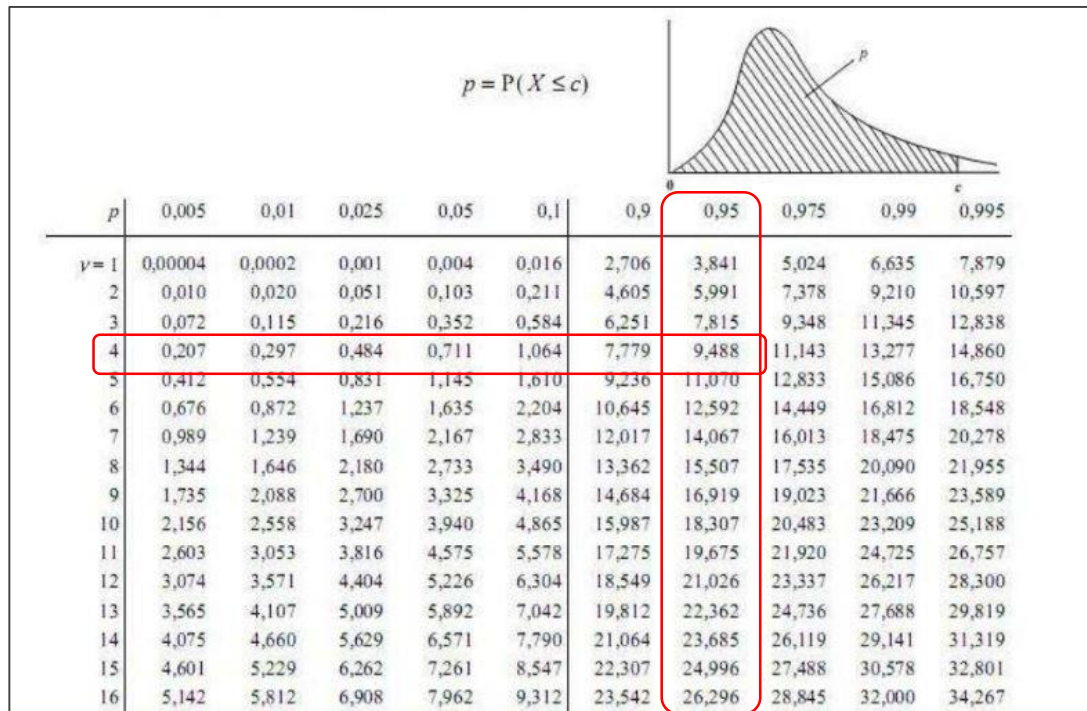 p = P( X ≤ c)
p
0 c
p 0,005 0,01 0,025 0,05 0,1 0,9 0,95 0,975 0,99 0,995
ν = 1 0,00004 0,0002 0,001 0,004 0,016 2,706 3,841 5,024 6,635 7,879
2 0,010 0,020 0,051 0,103 0,211 4,605 5,991 7,378 9,210 10,597
3 0,072 0,115 0,216 0,352 0,584 6,251 7,815 9,348 11,345 12,838
4 0,207 0,297 0,484 0,711 1,064 7,779 9,488 11,143 13,277 14,860
5 0,412 0,554 0,831 1,145 1,610 9,236 11,070 12,833 15,086 16,750
6 0,676 0,872 1,237 1,635 2,204 10,645 12,592 14,449 16,812 18,548
7 0,989 1,239 1,690 2,167 2,833 12,017 14,067 16,013 18,475 20,278
8 1,344 1,646 2,180 2,733 3,490 13,362 15,507 17,535 20,090 21,955
9 1,735 2,088 2,700 3,325 4,168 14,684 16,919 19,023 21,666 23,589
10 2,156 2,558 3,247 3,940 4,865 15,987 18,307 20,483 23,209 25,188
11 2,603 3,053 3,816 4,575 5,578 17,275 19,675 21,920 24,725 26,757
12 3,074 3,571 4,404 5,226 6,304 18,549 21,026 23,337 26,217 28,300
13 3,565 4,107 5,009 5,892 7,042 19,812 22,362 24,736 27,688 29,819
14 4,075 4,660 5,629 6,571 7,790 21,064 23,685 26,119 29,141 31,319
15 4,601 5,229 6,262 7,261 8,547 22,307 24,996 27,488 30,578 32,801
16 5,142 5,812 6,908 7,962 9,312 23,542 26,296 28,845 32,000 34,267